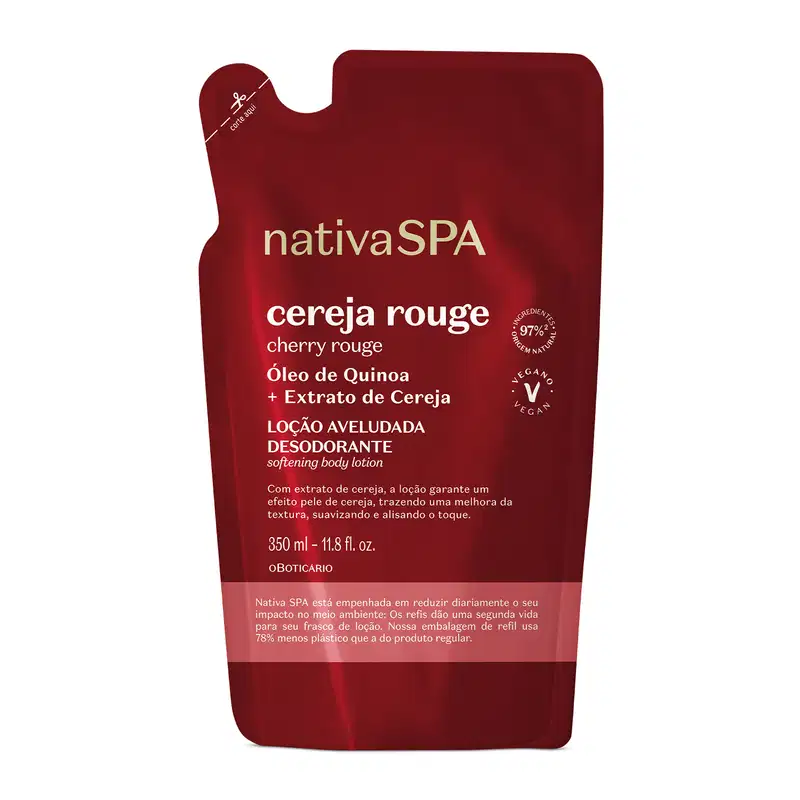 corte aqui
nativaSPA
cereja rouge
cherry rouge
Óleo de Quinoa
+ Extrato de Cereja
LOÇÃO AVELUDADA
DESODORANTE
softening body lotion
INGREDIENTES
97%²
ORIGEM NATURAL
VEGANO
V
VEGAN
Com extrato de cereja, a loção garante um
efeito pele de cereja, trazendo uma melhora da
textura, suavizando e alisando o toque.
350 ml - 11.8 fl. oz.
oBOTICÁRIO
Nativa SPA está empenhada em reduzir diariamente o seu
impacto no meio ambiente: Os refis dão uma segunda vida
para seu frasco de loção. Nossa embalagem de refil usa
78% menos plástico que a do produto regular.